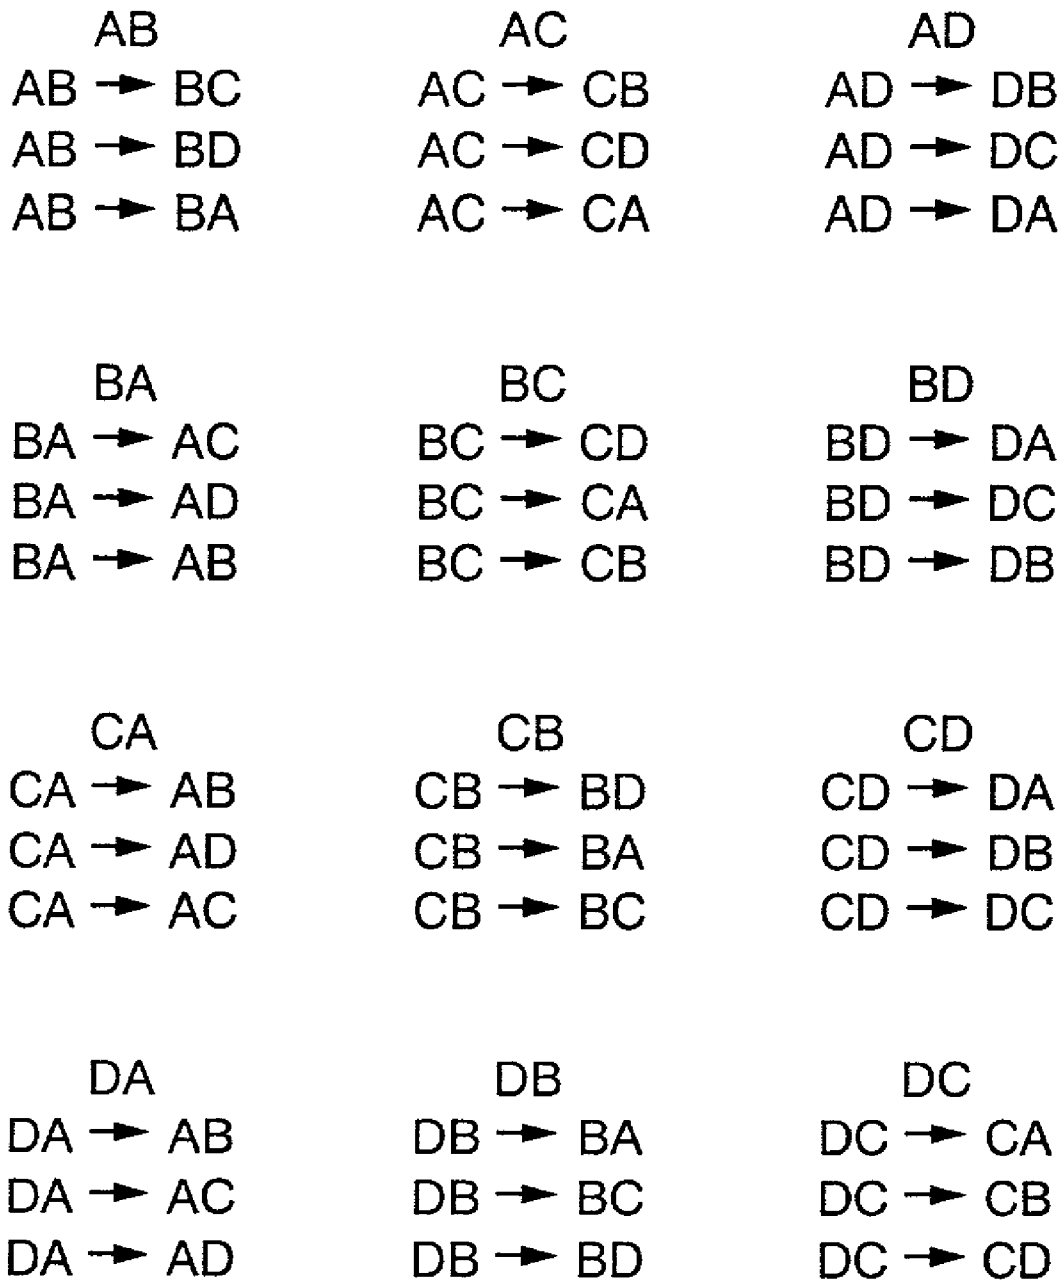 AB AC AD
AB → BC AC → CB AD → DB
AB → BD AC → CD AD → DC
AB → BA AC → CA AD → DA
BA BC BD
BA → AC BC → CD BD → DA
BA → AD BC → CA BD → DC
BA → AB BC → CB BD → DB
CA CB CD
CA → AB CB → BD CD → DA
CA → AD CB → BA CD → DB
CA → AC CB → BC CD → DC
DA DB DC
DA → AB DB → BA DC → CA
DA → AC DB → BC DC → CB
DA → AD DB → BD DC → CD